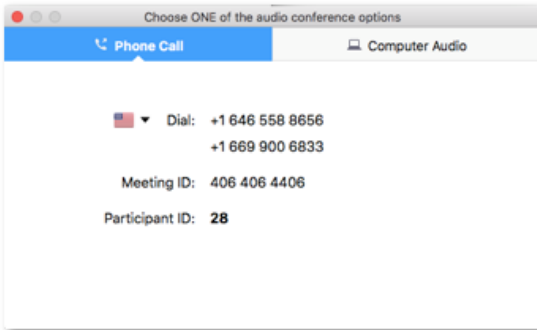 Choose ONE of the audio conference options
Phone Call
Computer Audio
Dial: +1 646 558 8656
+1 669 900 6833
Meeting ID: 406 406 4406
Participant ID: 28